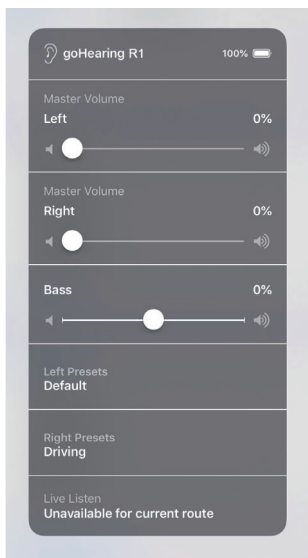 goHearing R1 100%
Master Volume
Left 0%
Master Volume
Right 0%
Bass 0%
Left Presets
Default
Right Presets
Driving
Live Listen
Unavailable for current route